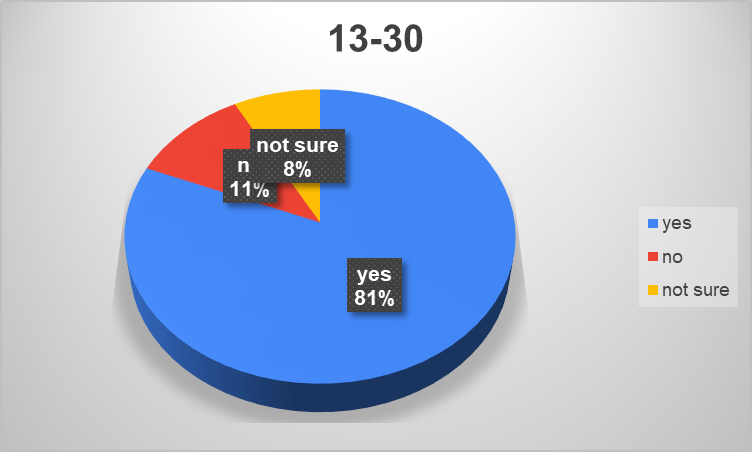 13-30
not sure
8%
n
11%
yes
81%
yes
no
not sure